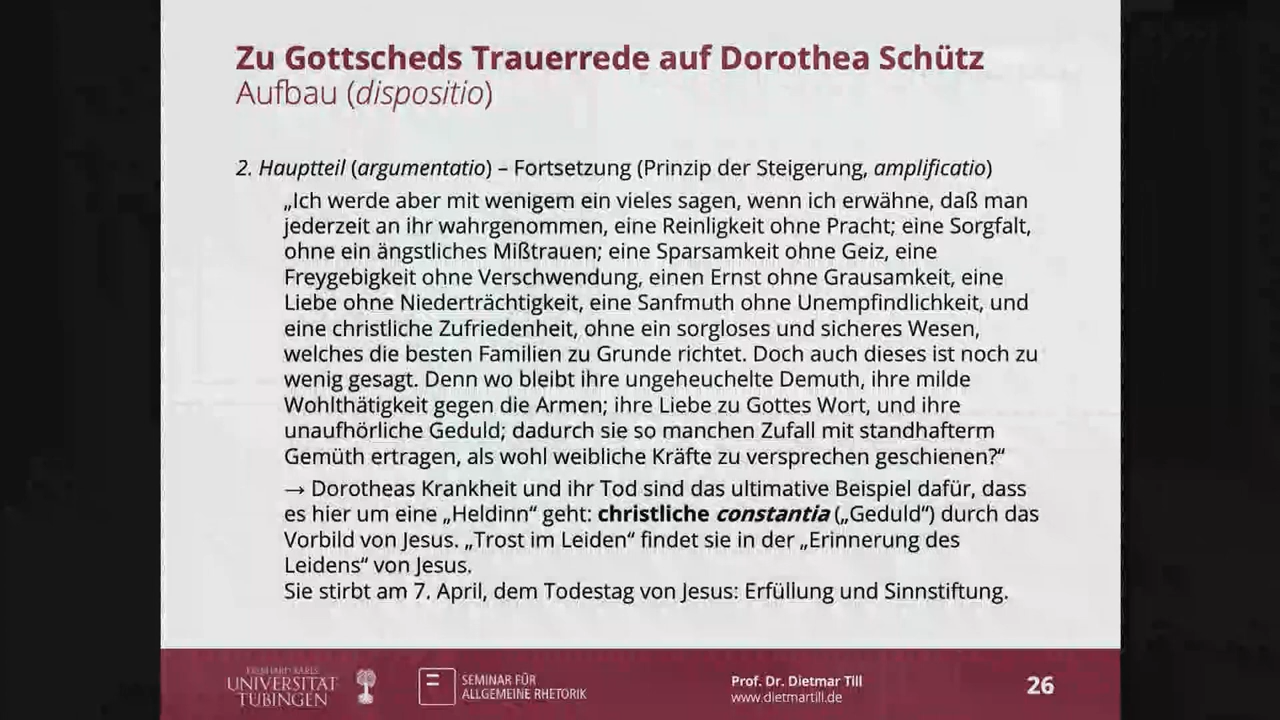 Zu Gottscheds Trauerrede auf Dorothea Schütz
Aufbau (dispositio)
2. Hauptteil (argumentatio) – Fortsetzung (Prinzip der Steigerung, amplificatio)
„Ich werde aber mit wenigem ein vieles sagen, wenn ich erwähne, daß man
jederzeit an ihr wahrgenommen, eine Reinligkeit ohne Pracht; eine Sorgfalt,
ohne ein ängstliches Mißtrauen; eine Sparsamkeit ohne Geiz, eine
Freygebigkeit ohne Verschwendung, einen Ernst ohne Grausamkeit, eine
Liebe ohne Niederträchtigkeit, eine Sanfmuth ohne Unempfindlichkeit, und
eine christliche Zufriedenheit, ohne ein sorgloses und sicheres Wesen,
welches die besten Familien zu Grunde richtet. Doch auch dieses ist noch zu
wenig gesagt. Denn wo bleibt ihre ungeheuchelte Demuth, ihre milde
Wohlthätigkeit gegen die Armen; ihre Liebe zu Gottes Wort, und ihre
unaufhörliche Geduld; dadurch sie so manchen Zufall mit standhafterm
Gemüth ertragen, als wohl weibliche Kräfte zu versprechen geschienen?“
→ Dorotheas Krankheit und ihr Tod sind das ultimative Beispiel dafür, dass
es hier um eine „Heldinn“ geht: christliche constantia („Geduld“) durch das
Vorbild von Jesus. „Trost im Leiden“ findet sie in der „Erinnerung des
Leidens“ von Jesus.
Sie stirbt am 7. April, dem Todestag von Jesus: Erfüllung und Sinnstiftung.
EBERHARD KARLS
UNIVERSITÄT
TÜBINGEN
SEMINAR FÜR
ALLGEMEINE RHETORIK
Prof. Dr. Dietmar Till
www.dietmartill.de
26